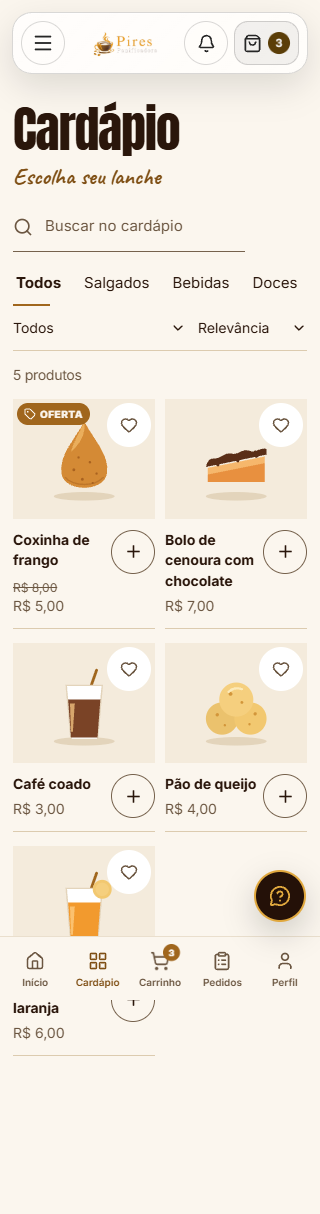 Pires
3
Cardápio
Escolha seu lanche
Buscar no cardápio
Todos Salgados Bebidas Doces
Todos Relevância
5 produtos
OFERTA
Coxinha de frango
R$ 8,00
R$ 5,00
Bolo de cenoura com chocolate
R$ 7,00
Café coado
R$ 3,00
Pão de queijo
R$ 4,00
3
Início Cardápio Carrinho Pedidos Perfil
laranja
R$ 6,00